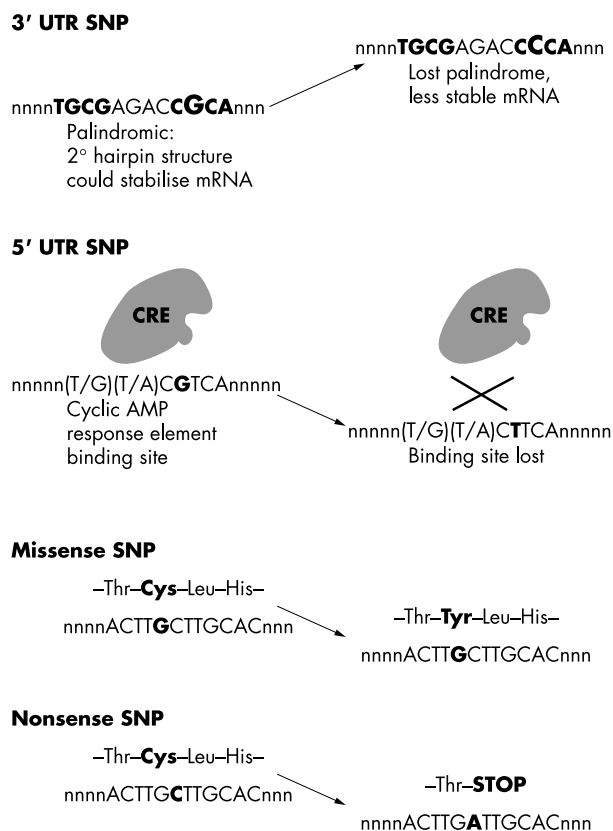 3’ UTR SNP
nnnnTGCGAGACCGCAnnn
Palindromic:
2° hairpin structure
could stabilise mRNA
nnnnTGCGAGACCCCAnnn
Lost palindrome,
less stable mRNA
5’ UTR SNP
CRE
nnnnn(T/G)(T/A)CGTCAnnnnn
Cyclic AMP
response element
binding site
CRE
nnnnn(T/G)(T/A)CTTCAnnnnn
Binding site lost
Missense SNP
–Thr–Cys–Leu–His–
nnnnACTTGCTTGCACnnn
–Thr–Tyr–Leu–His–
nnnnACTTGCTTGCACnnn
Nonsense SNP
–Thr–Cys–Leu–His–
nnnnACTTGCTTGCACnnn
–Thr–STOP
nnnnACTTGATTGCACnnn